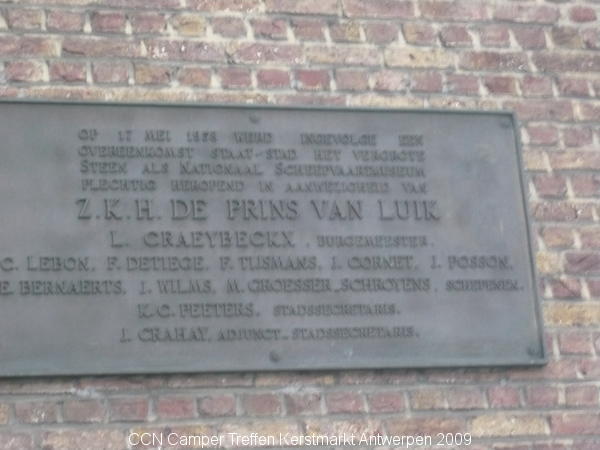 OP 17 MEI 1958 WERD INGEVOLGE EEN
OVEREENKOMST STAAT-STAD HET VERGROTE
STEEN ALS NATIONAAL SCHEEPVAARTMUSEUM
PLECHTIG HEROPEND IN AANWEZIGHEID VAN
Z.K.H. DE PRINS VAN LUIK
L. CRAEYBECKX, BURGEMEESTER.
C. LEBON, F. DETIEGE, F. TIJSMANS, J. CORNET, J. POSSON,
E. BERNAERTS, J. WILMS, M. GROESSER-SCHROYENS, SCHEPENEN.
K.C. PEETERS, STADSSECRETARIS.
J. CRAHAY, ADJUNCT-STADSSECRETARIS.
CCN Camper Treffen Kerstmarkt Antwerpen 2009